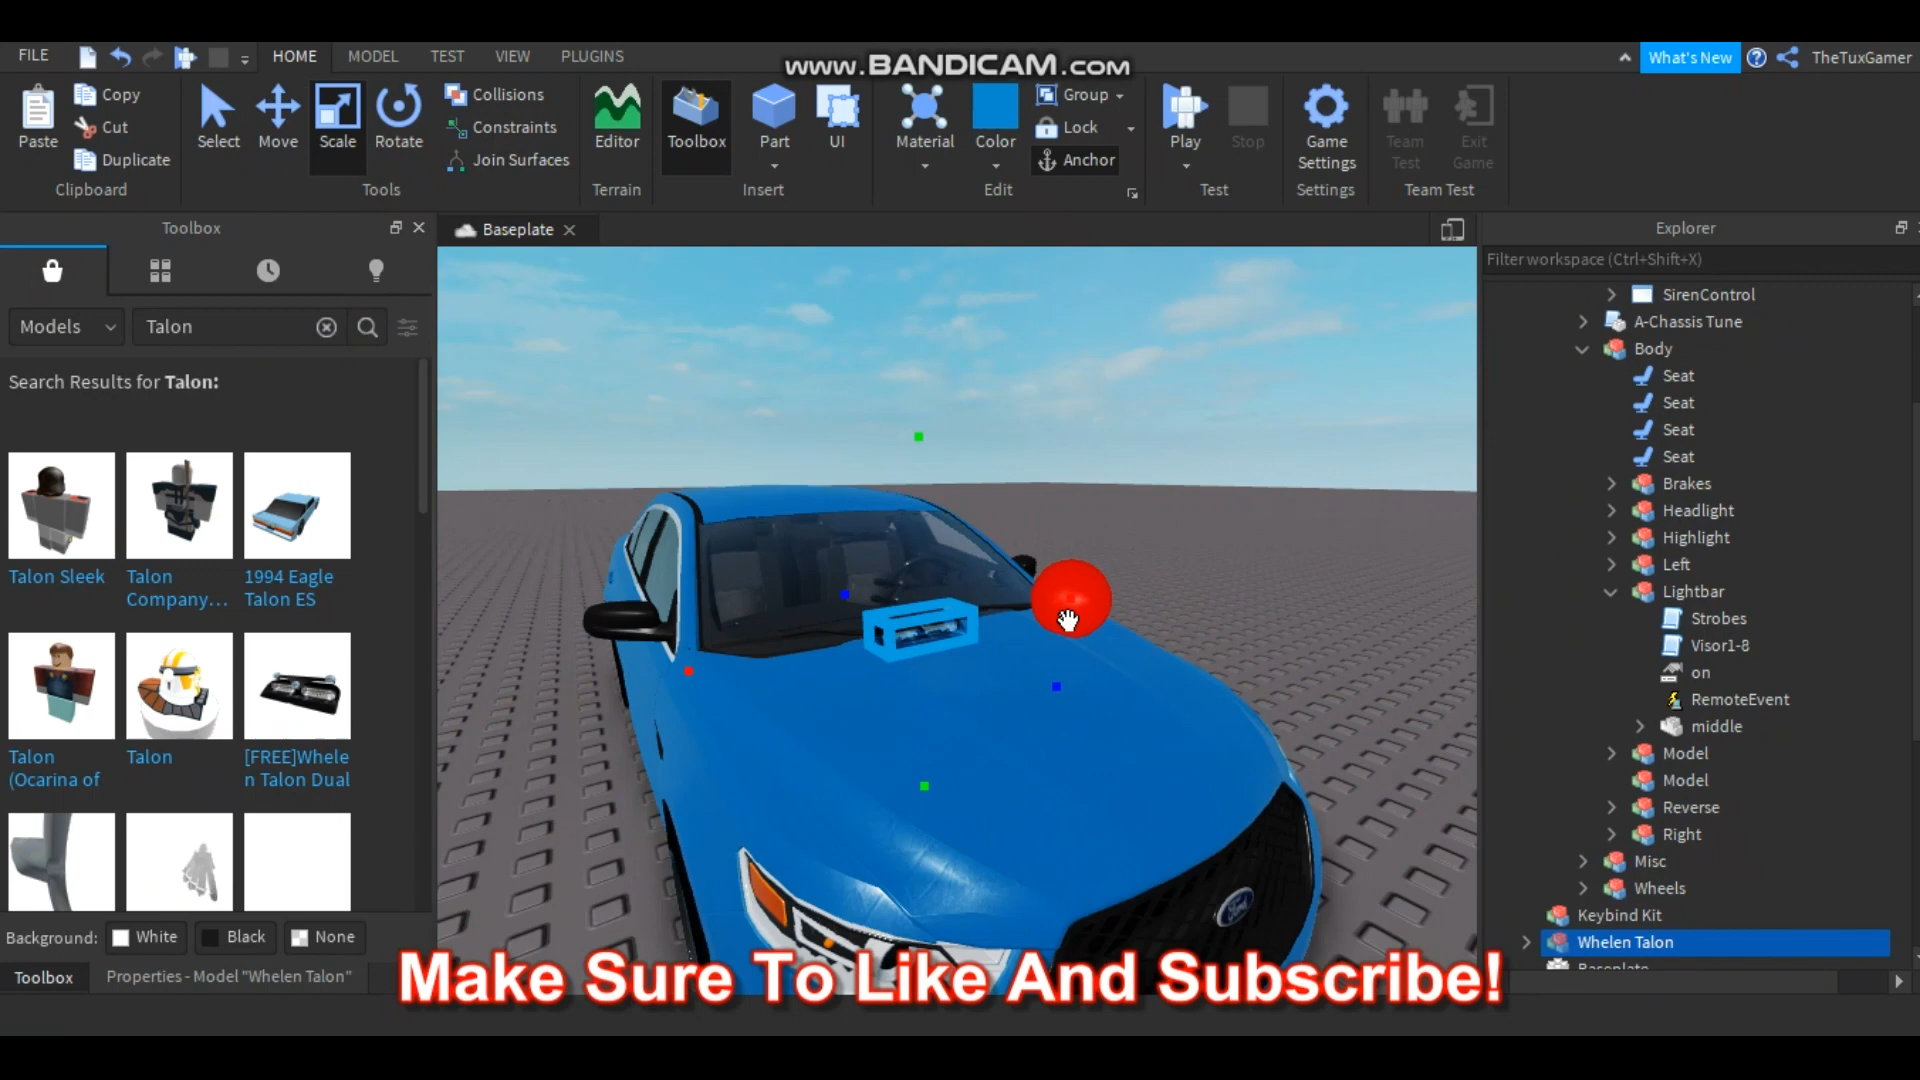 www.BANDICAM.com
FILE HOME MODEL TEST VIEW PLUGINS What's New TheTuxGamer
Paste Copy Cut Duplicate Clipboard
Select Move Scale Rotate Collisions Constraints Join Surfaces Tools
Editor Terrain
Toolbox Part UI Insert
Material Color Group Lock Anchor Edit
Play Stop Test
Game Settings Settings
Team Test Exit Game Team Test
Toolbox
Baseplate
Explorer
Filter workspace (Ctrl+Shift+X)
Models Talon
Search Results for Talon:
Talon Sleek
Talon Company...
1994 Eagle Talon ES
Talon (Ocarina of
Talon
[FREE]Whelen Talon Dual
Background: White Black None
Toolbox Properties - Model "Whelen Talon"
SirenControl
A-Chassis Tune
Body
Seat
Seat
Seat
Seat
Brakes
Headlight
Highlight
Left
Lightbar
Strobes
Visor1-8
on
RemoteEvent
middle
Model
Model
Reverse
Right
Misc
Wheels
Keybind Kit
Whelen Talon
Baseplate
Ford
Make Sure To Like And Subscribe!